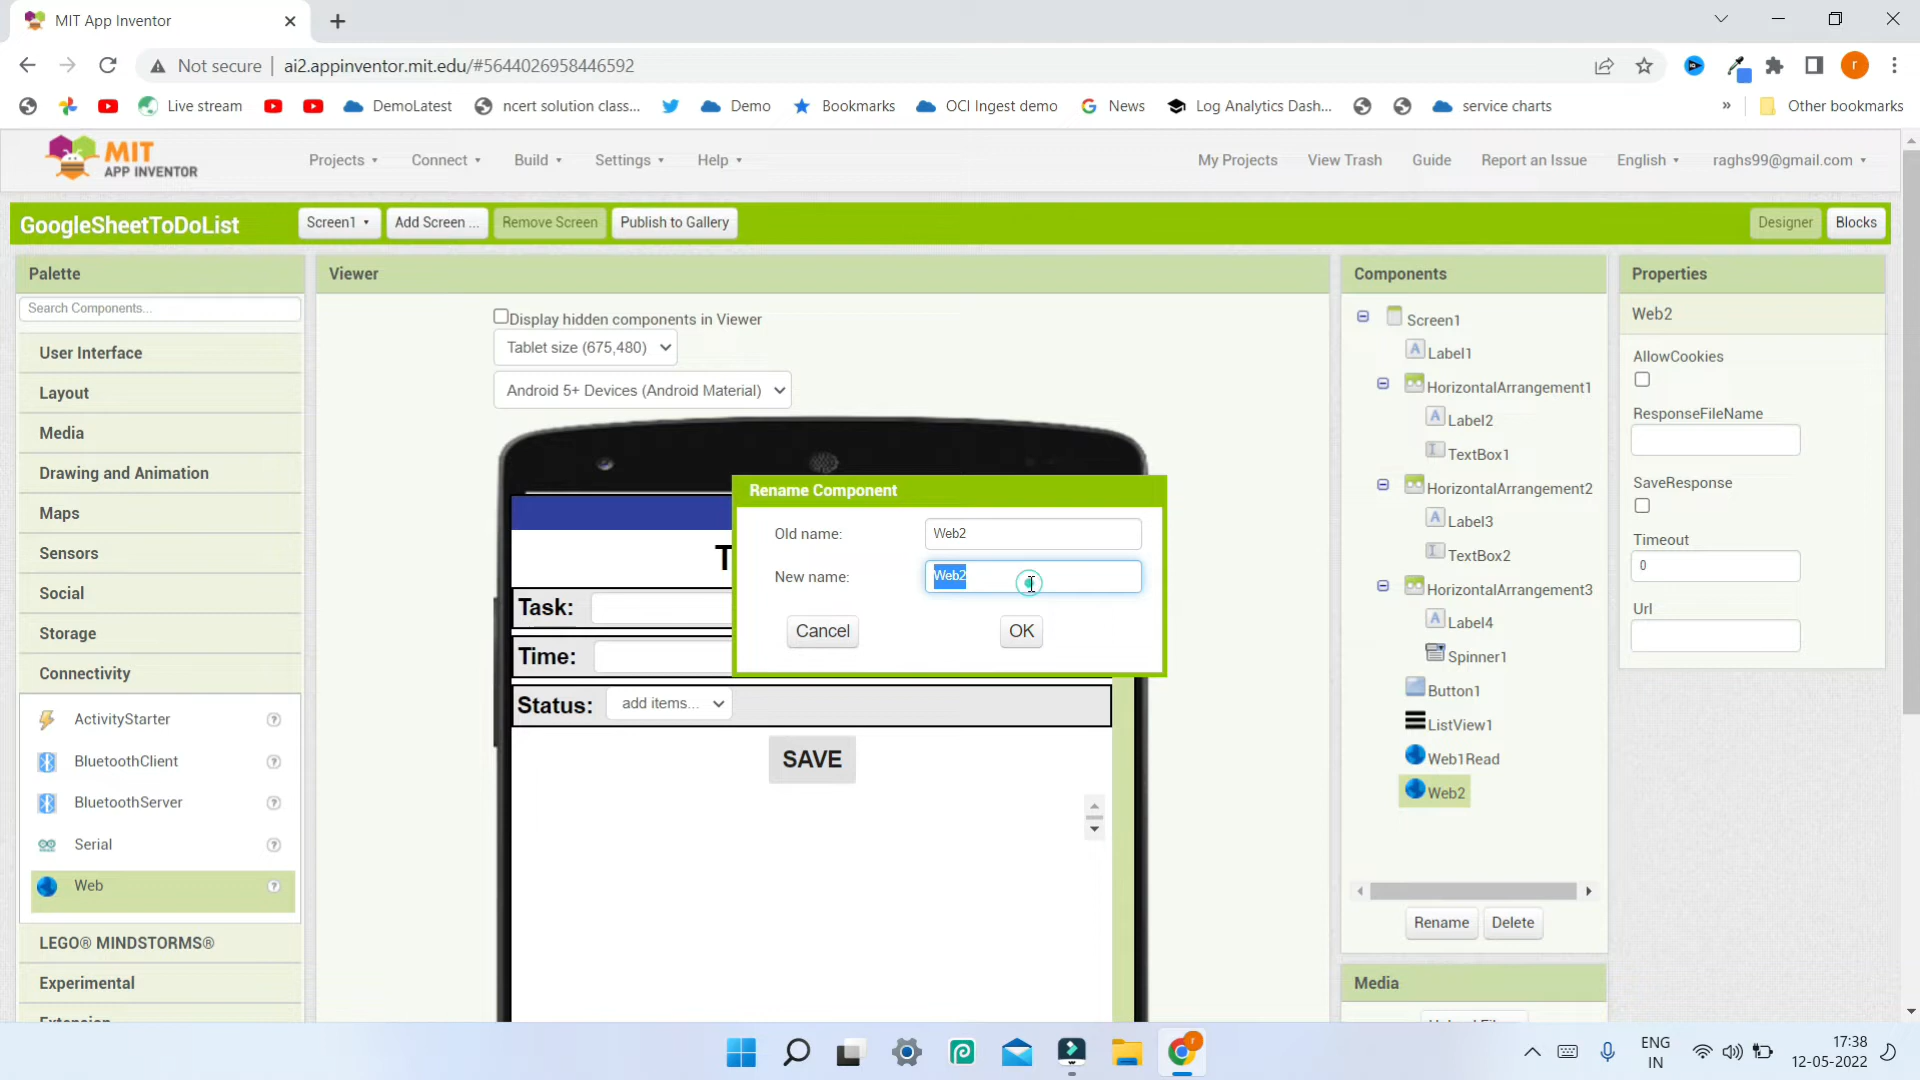 MIT App Inventor
Not secure
ai2.appinventor.mit.edu/#5644026958446592
r
Live stream
DemoLatest
ncert solution class...
Demo
Bookmarks
OCI Ingest demo
News
Log Analytics Dash...
service charts
»
Other bookmarks
MIT
APP INVENTOR
Projects
Connect
Build
Settings
Help
My Projects
View Trash
Guide
Report an Issue
English
raghs99@gmail.com
GoogleSheetToDoList
Screen1
Add Screen ...
Remove Screen
Publish to Gallery
Designer
Blocks
Palette
Search Components...
User Interface
Layout
Media
Drawing and Animation
Maps
Sensors
Social
Storage
Connectivity
ActivityStarter
BluetoothClient
BluetoothServer
Serial
Web
LEGO® MINDSTORMS®
Experimental
Viewer
Display hidden components in Viewer
Tablet size (675,480)
Android 5+ Devices (Android Material)
T
Task:
Time:
Status:
add items...
SAVE
Rename Component
Old name:
Web2
New name:
Web2
Cancel
OK
Components
Screen1
Label1
HorizontalArrangement1
Label2
TextBox1
HorizontalArrangement2
Label3
TextBox2
HorizontalArrangement3
Label4
Spinner1
Button1
ListView1
Web1Read
Web2
Rename
Delete
Media
Properties
Web2
AllowCookies
ResponseFileName
SaveResponse
Timeout
0
Url
ENG
IN
17:38
12-05-2022